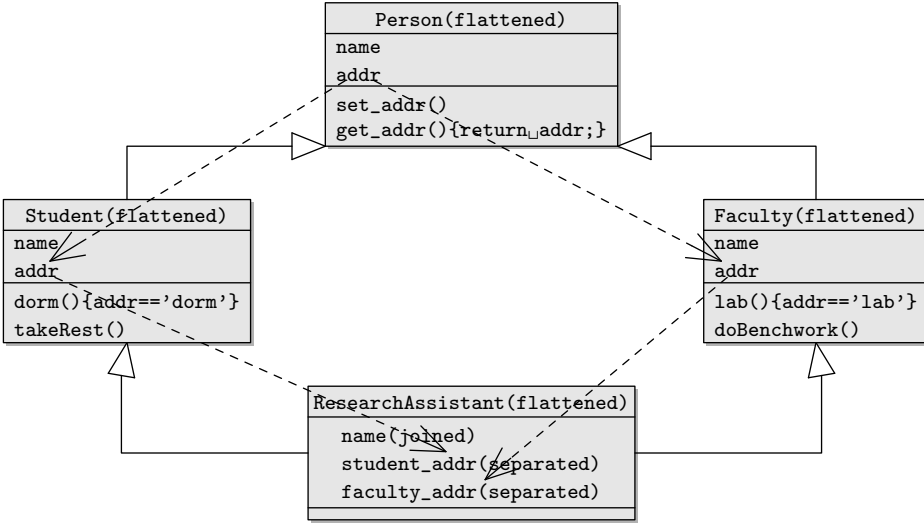 Person(flattened)
name
addr
set_addr()
get_addr(){return␣addr;}
Student(flattened)
name
addr
dorm(){addr=='dorm'}
takeRest()
Faculty(flattened)
name
addr
lab(){addr=='lab'}
doBenchwork()
ResearchAssistant(flattened)
name(joined)
student_addr(separated)
faculty_addr(separated)